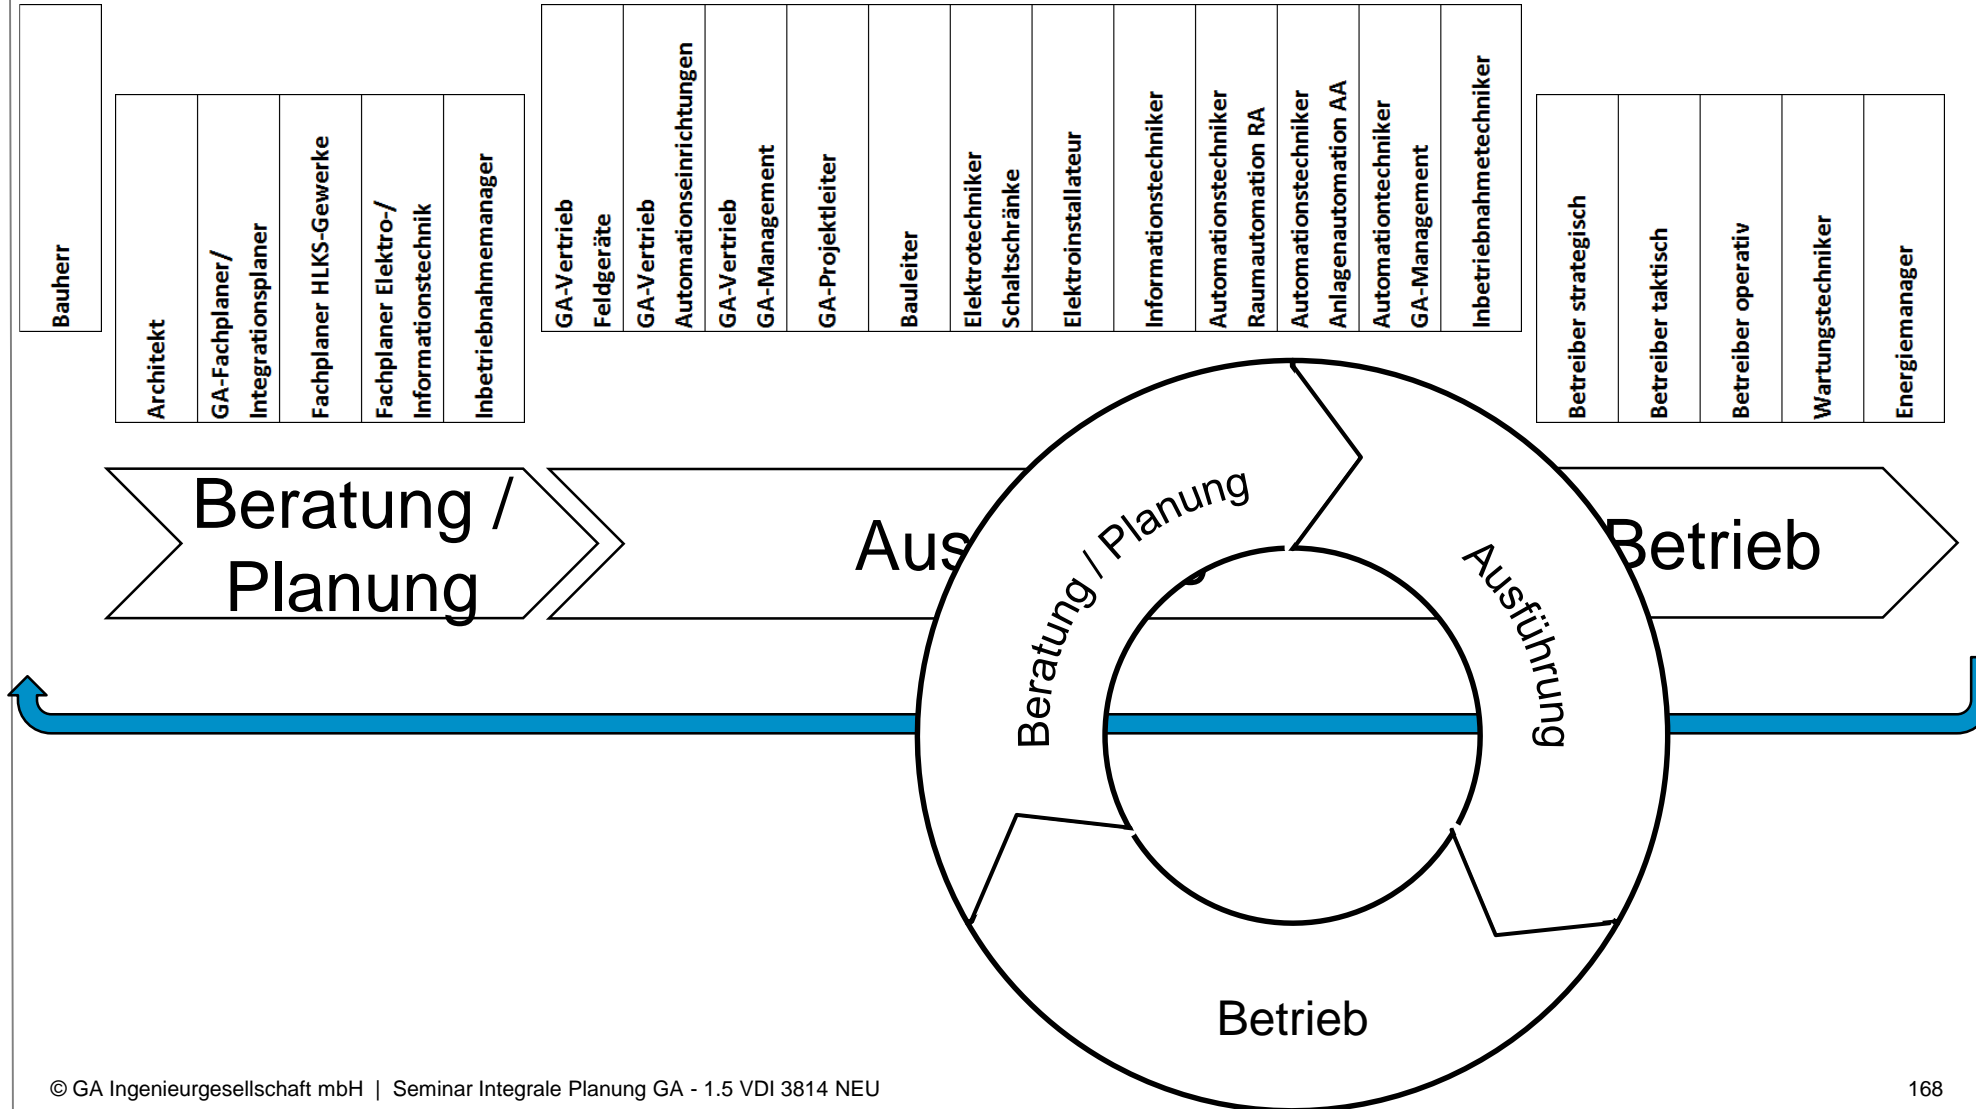 Bauherr
Architekt
GA-Fachplaner/
Integrationsplaner
Fachplaner HLKS-Gewerke
Fachplaner Elektro-/
Informationstechnik
Inbetriebnahmemanager
GA-Vertrieb
Feldgeräte
GA-Vertrieb
Automationseinrichtungen
GA-Vertrieb
GA-Management
GA-Projektleiter
Bauleiter
Elektrotechniker
Schaltschränke
Elektroinstallateur
Informationstechniker
Automationstechniker
Raumautomation RA
Automationstechniker
Anlagenautomation AA
Automationtechniker
GA-Management
Inbetriebnahmetechniker
Betreiber strategisch
Betreiber taktisch
Betreiber operativ
Wartungstechniker
Energiemanager
Beratung /
Planung
Aus
Betrieb
Beratung / Planung
Ausführung
Betrieb
© GA Ingenieurgesellschaft mbH | Seminar Integrale Planung GA - 1.5 VDI 3814 NEU
168